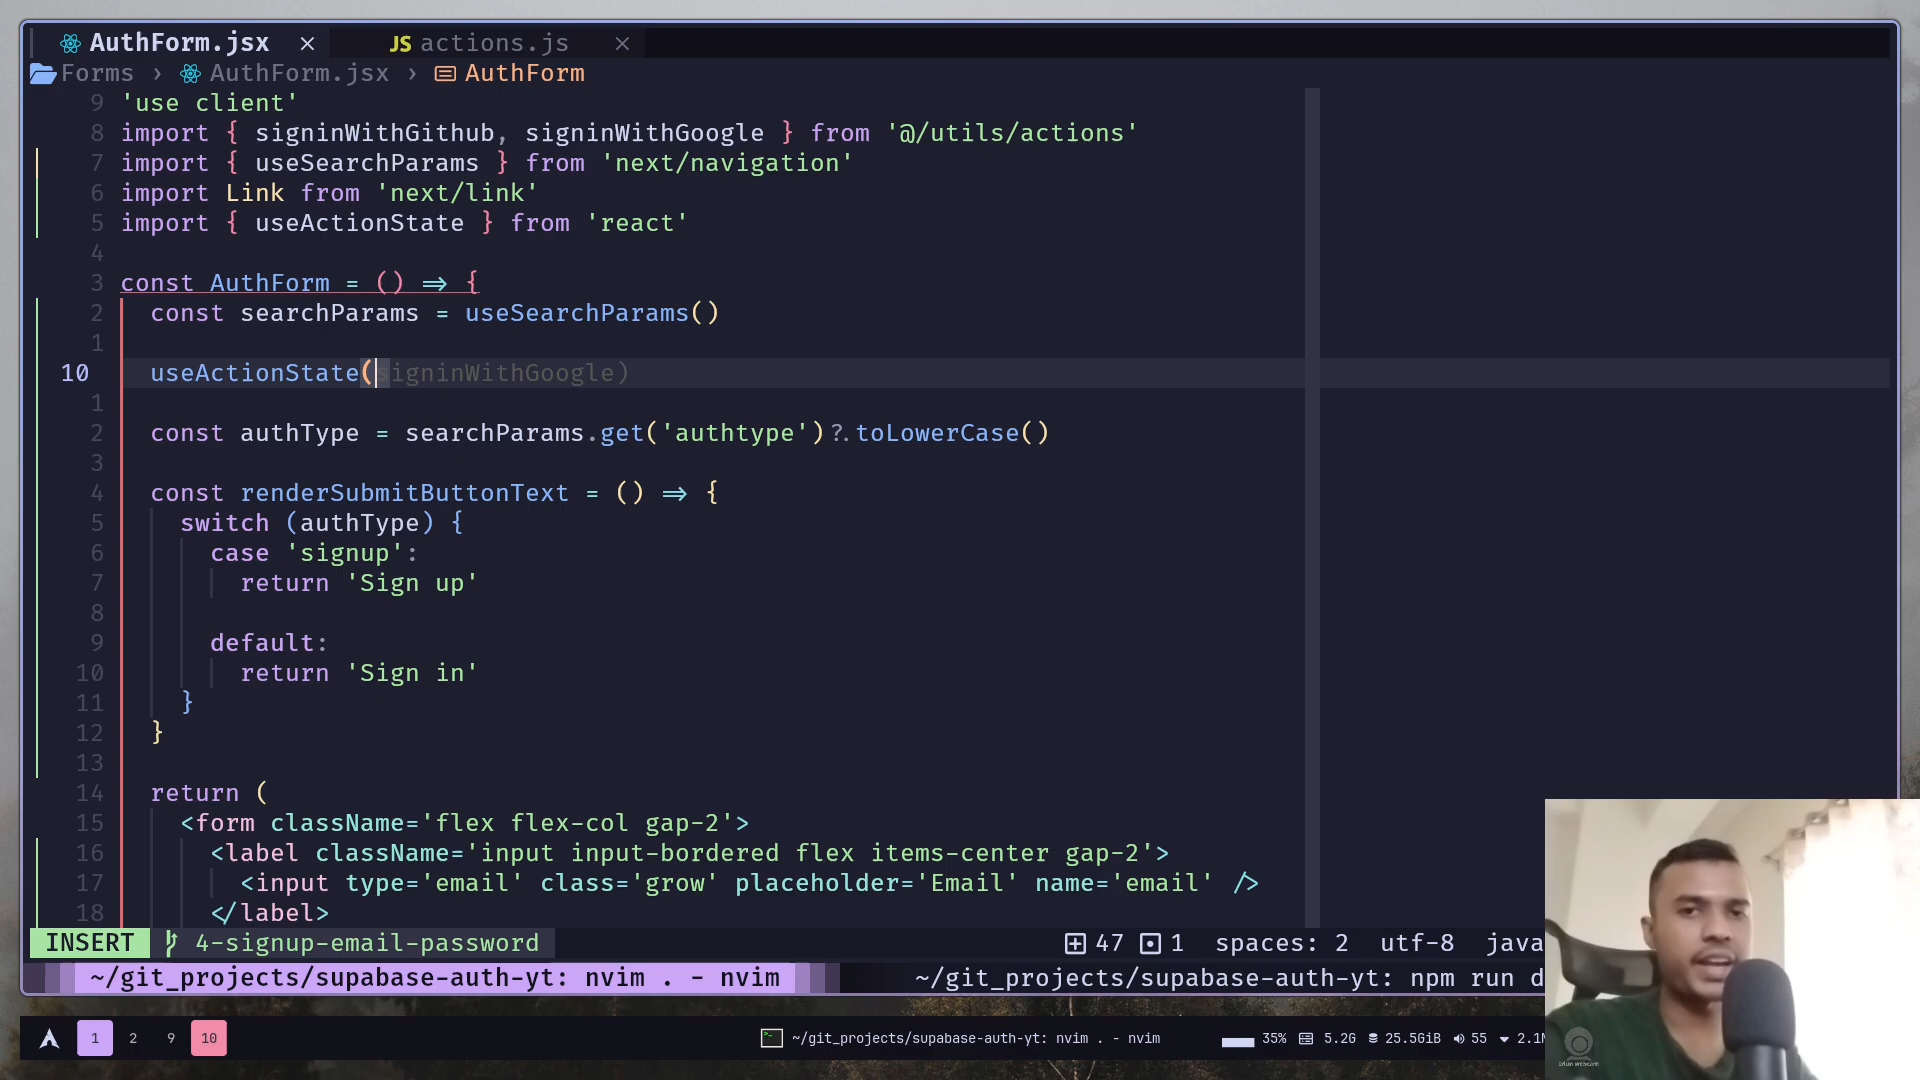 AuthForm.jsx × JS actions.js ×
Forms › AuthForm.jsx › AuthForm
9 'use client'
8 import { signinWithGithub, signinWithGoogle } from '@/utils/actions'
7 import { useSearchParams } from 'next/navigation'
6 import Link from 'next/link'
5 import { useActionState } from 'react'
4
3 const AuthForm = () => {
2 const searchParams = useSearchParams()
1
10 useActionState(signinWithGoogle)
1
2 const authType = searchParams.get('authtype')?.toLowerCase()
3
4 const renderSubmitButtonText = () => {
5 switch (authType) {
6 case 'signup':
7 return 'Sign up'
8
9 default:
10 return 'Sign in'
11 }
12 }
13
14 return (
15 <form className='flex flex-col gap-2'>
16 <label className='input input-bordered flex items-center gap-2'>
17 <input type='email' class='grow' placeholder='Email' name='email' />
18 </label>
INSERT 4-signup-email-password 47 1 spaces: 2 utf-8 java
~/git_projects/supabase-auth-yt: nvim . - nvim ~/git_projects/supabase-auth-yt: npm run d
1 2 9 10 ~/git_projects/supabase-auth-yt: nvim . - nvim 35% 5.2G 25.5GiB 55 2.1